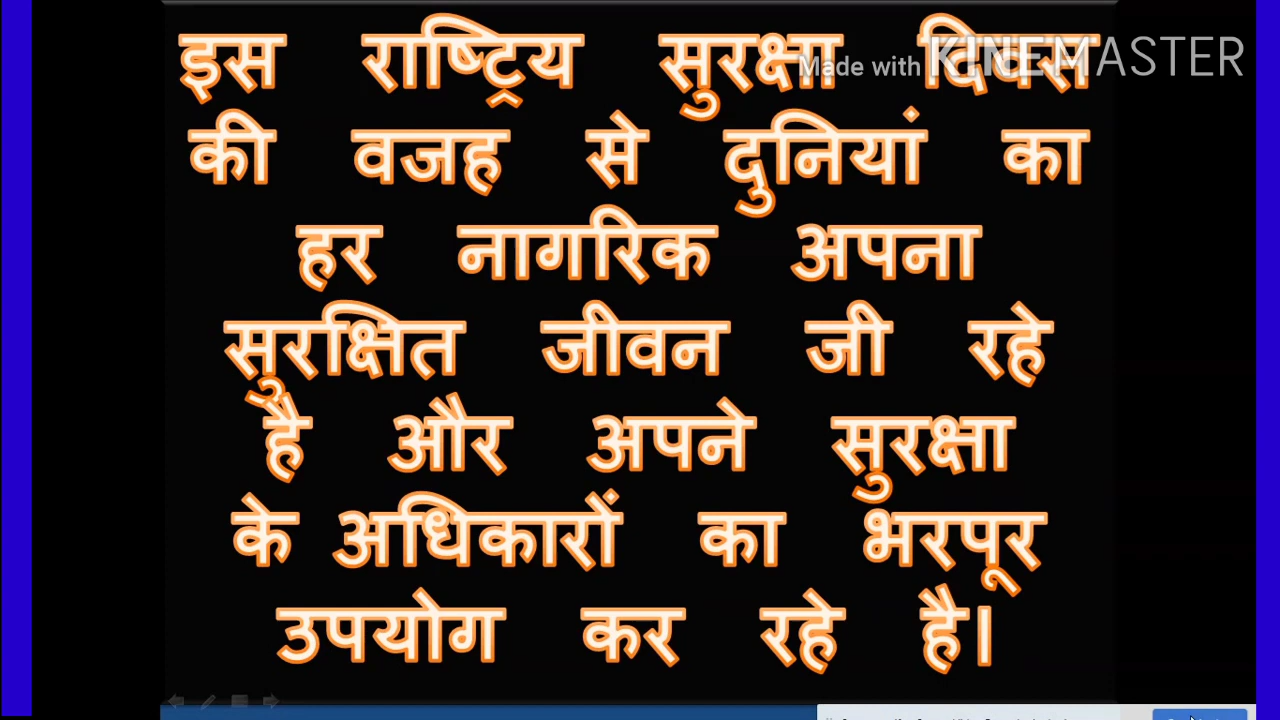 इस राष्ट्रिय सुरक्षा दिवस
Made with KINEMASTER
की वजह से दुनियां का
हर नागरिक अपना
सुरक्षित जीवन जी रहे
है और अपने सुरक्षा
के अधिकारों का भरपूर
उपयोग कर रहे है।